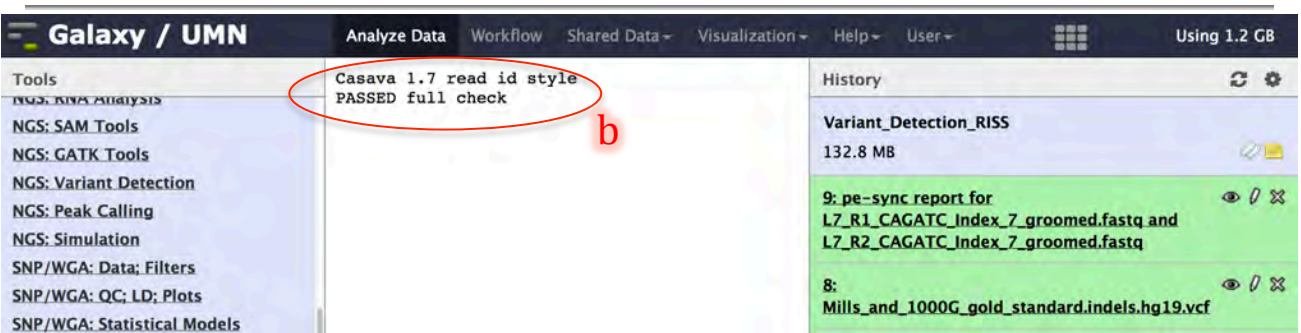 Galaxy / UMN
Analyze Data Workflow Shared Data Visualization Help User Using 1.2 GB
Tools
NGS: RNA Analysis
NGS: SAM Tools
NGS: GATK Tools
NGS: Variant Detection
NGS: Peak Calling
NGS: Simulation
SNP/WGA: Data; Filters
SNP/WGA: QC; LD; Plots
SNP/WGA: Statistical Models
Casava 1.7 read id style
PASSED full check
b
History
Variant_Detection_RISS
132.8 MB
9: pe-sync report for
L7_R1_CAGATC_Index_7_groomed.fastq and
L7_R2_CAGATC_Index_7_groomed.fastq
8:
Mills_and_1000G_gold_standard.indels.hg19.vcf